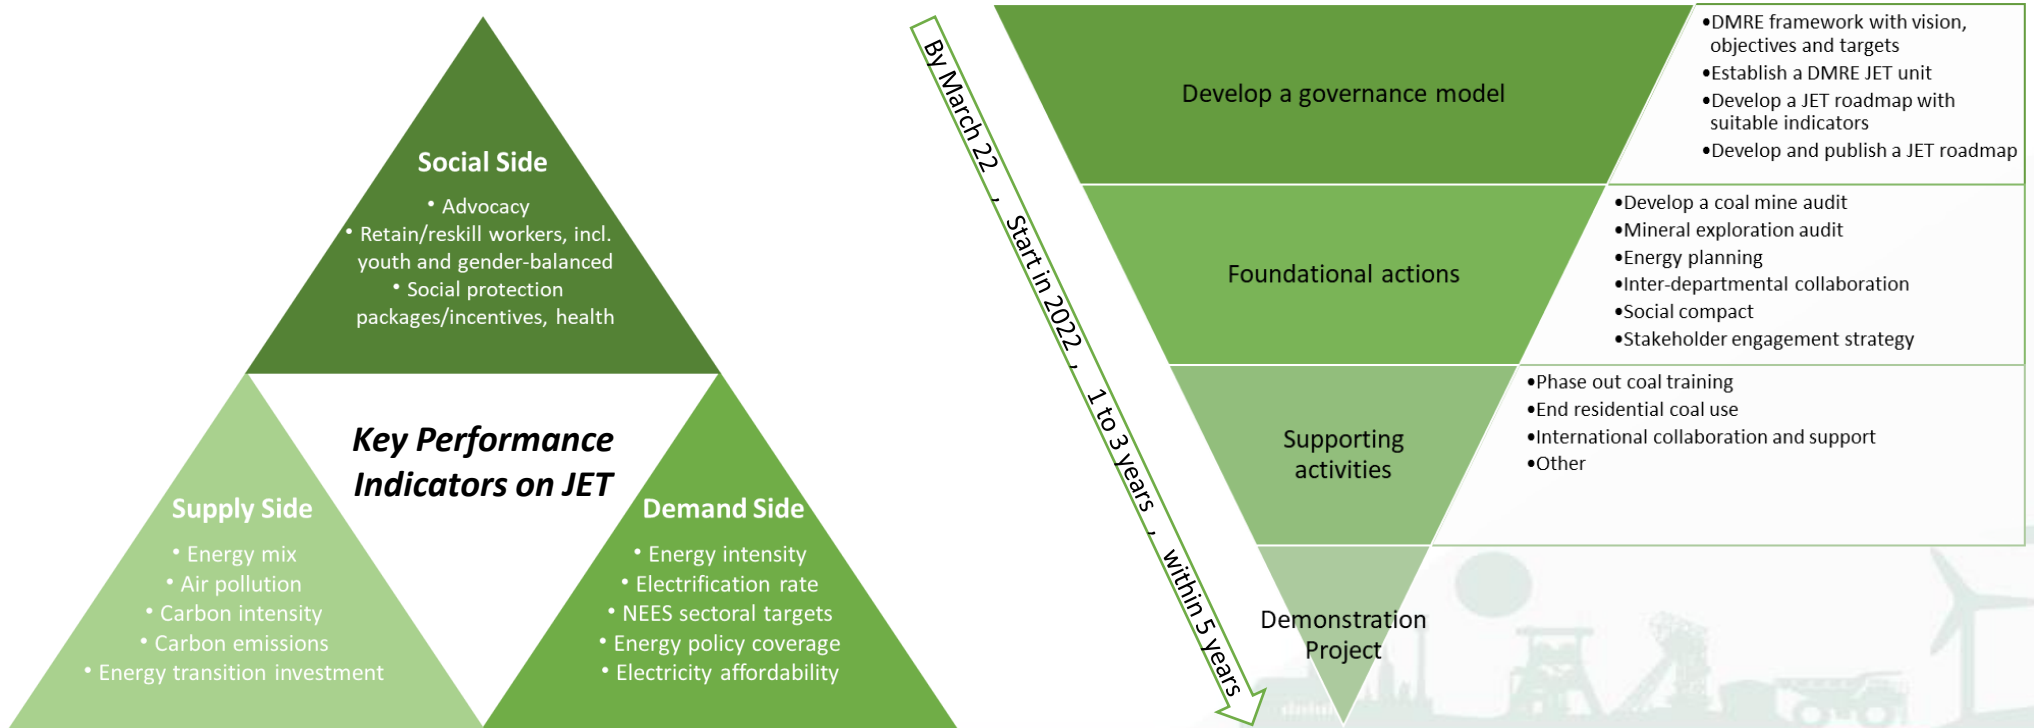 Social Side
• Advocacy
• Retain/reskill workers, incl.
youth and gender-balanced
• Social protection
packages/incentives, health
Key Performance
Indicators on JET
Supply Side
• Energy mix
• Air pollution
• Carbon intensity
• Carbon emissions
• Energy transition investment
Demand Side
• Energy intensity
• Electrification rate
• NEES sectoral targets
• Energy policy coverage
• Electricity affordability
By March 22 , Start in 2022, 1 to 3 years , within 5 years
Develop a governance model
•DMRE framework with vision,
objectives and targets
•Establish a DMRE JET unit
•Develop a JET roadmap with
suitable indicators
•Develop and publish a JET roadmap
Foundational actions
•Develop a coal mine audit
•Mineral exploration audit
•Energy planning
•Inter-departmental collaboration
•Social compact
•Stakeholder engagement strategy
Supporting
activities
•Phase out coal training
•End residential coal use
•International collaboration and support
•Other
Demonstration
Project